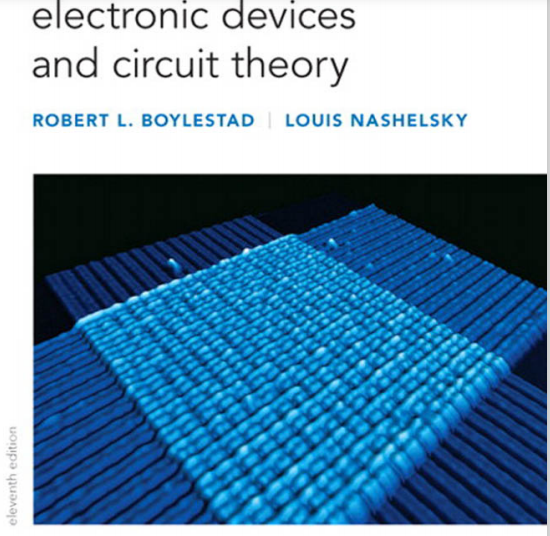 electronic devices
and circuit theory
ROBERT L. BOYLESTAD | LOUIS NASHELSKY
eleventh edition